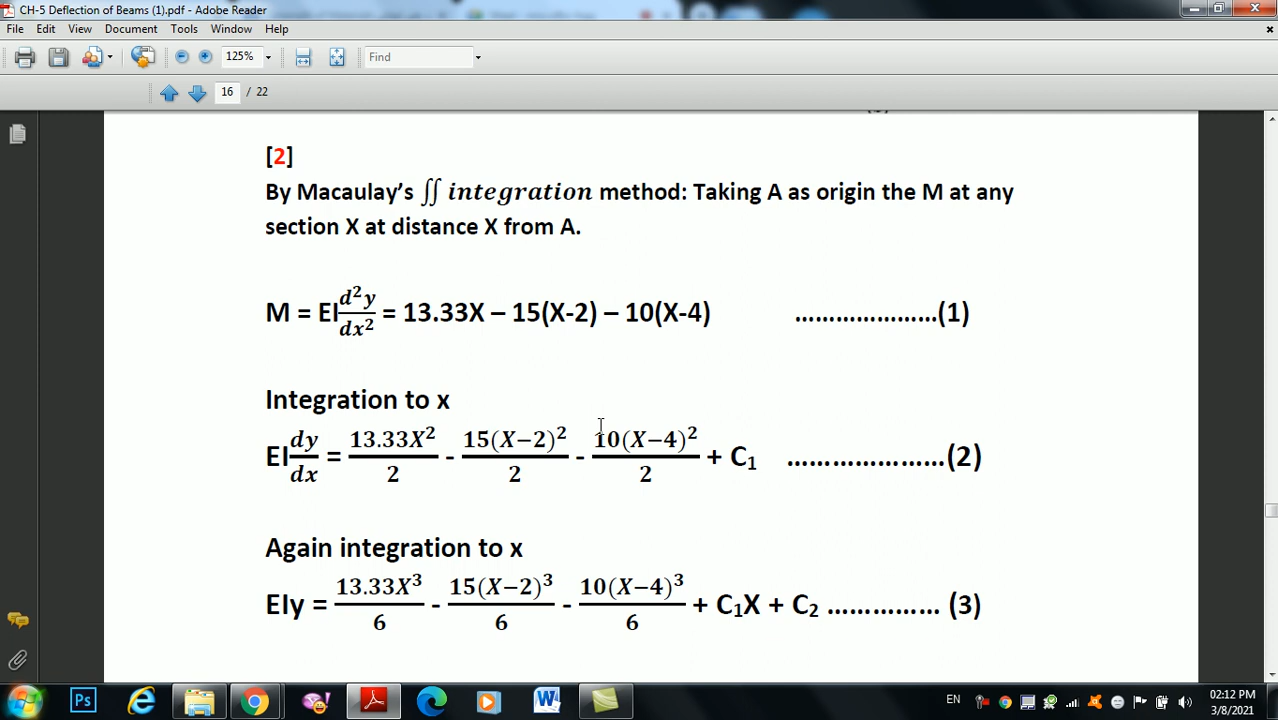 CH-5 Deflection of Beams (1).pdf - Adobe Reader
File Edit View Document Tools Window Help
125% Find
16 / 22
[2]
By Macaulay's ∬ integration method: Taking A as origin the M at any
section X at distance X from A.
M = EI d²y/dx² = 13.33X – 15(X-2) – 10(X-4) …………………(1)
Integration to x
EI dy/dx = 13.33X²/2 - 15(X−2)²/2 - 10(X−4)²/2 + C₁ …………………(2)
Again integration to x
EIy = 13.33X³/6 - 15(X−2)³/6 - 10(X−4)³/6 + C₁X + C₂ …………… (3)
Ps W EN 02:12 PM
3/8/2021